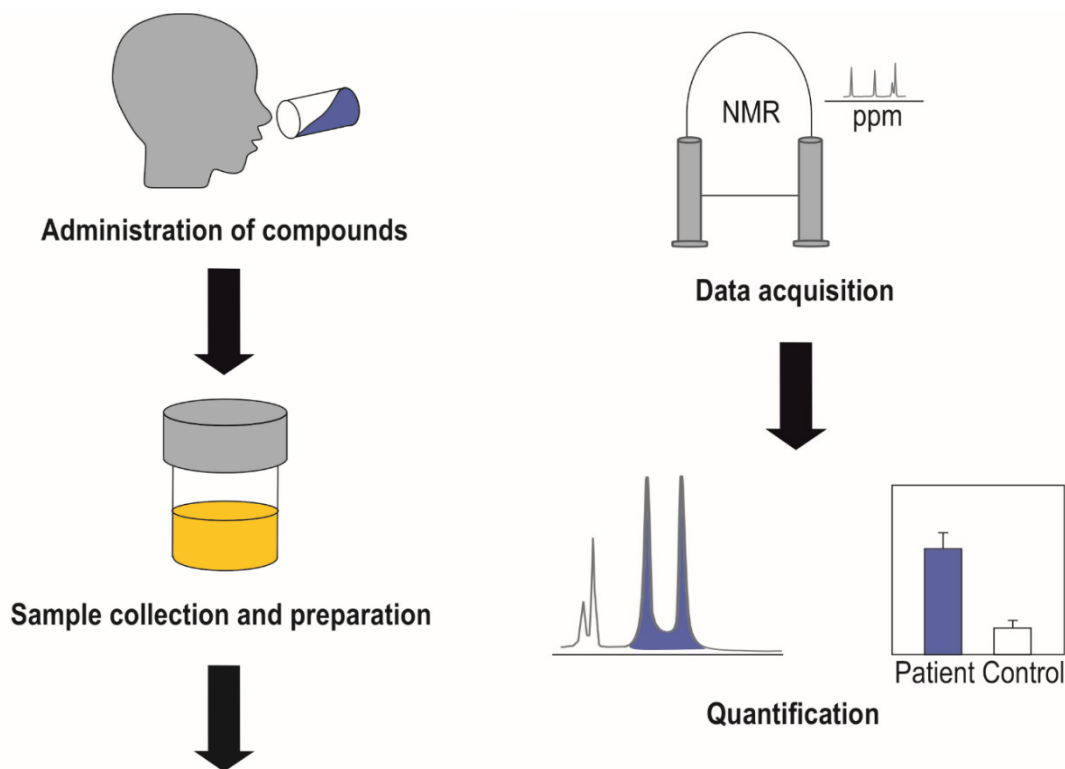 Administration of compounds
Sample collection and preparation
NMR
ppm
Data acquisition
Patient Control
Quantification